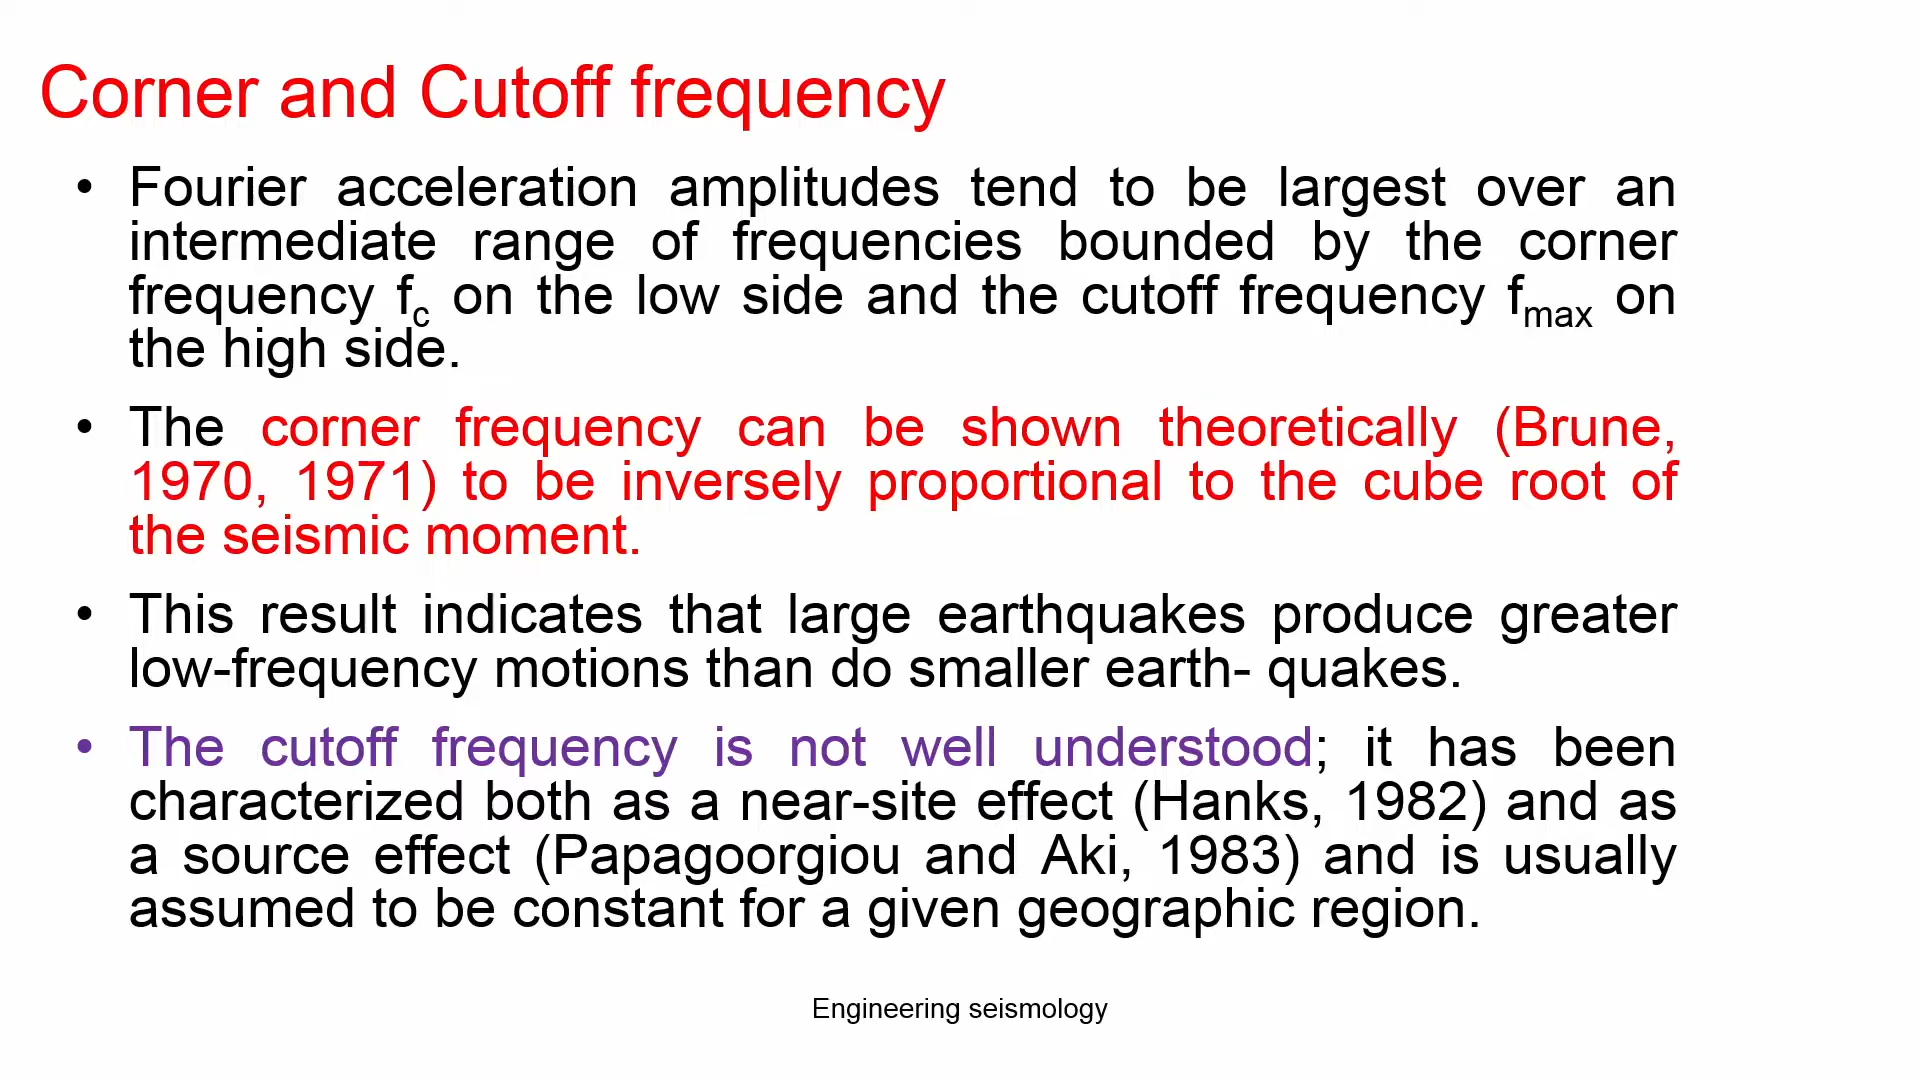 Corner and Cutoff frequency
• Fourier acceleration amplitudes tend to be largest over an
intermediate range of frequencies bounded by the corner
frequency fc on the low side and the cutoff frequency fmax on
the high side.
• The corner frequency can be shown theoretically (Brune,
1970, 1971) to be inversely proportional to the cube root of
the seismic moment.
• This result indicates that large earthquakes produce greater
low-frequency motions than do smaller earth- quakes.
• The cutoff frequency is not well understood; it has been
characterized both as a near-site effect (Hanks, 1982) and as
a source effect (Papagoorgiou and Aki, 1983) and is usually
assumed to be constant for a given geographic region.
Engineering seismology